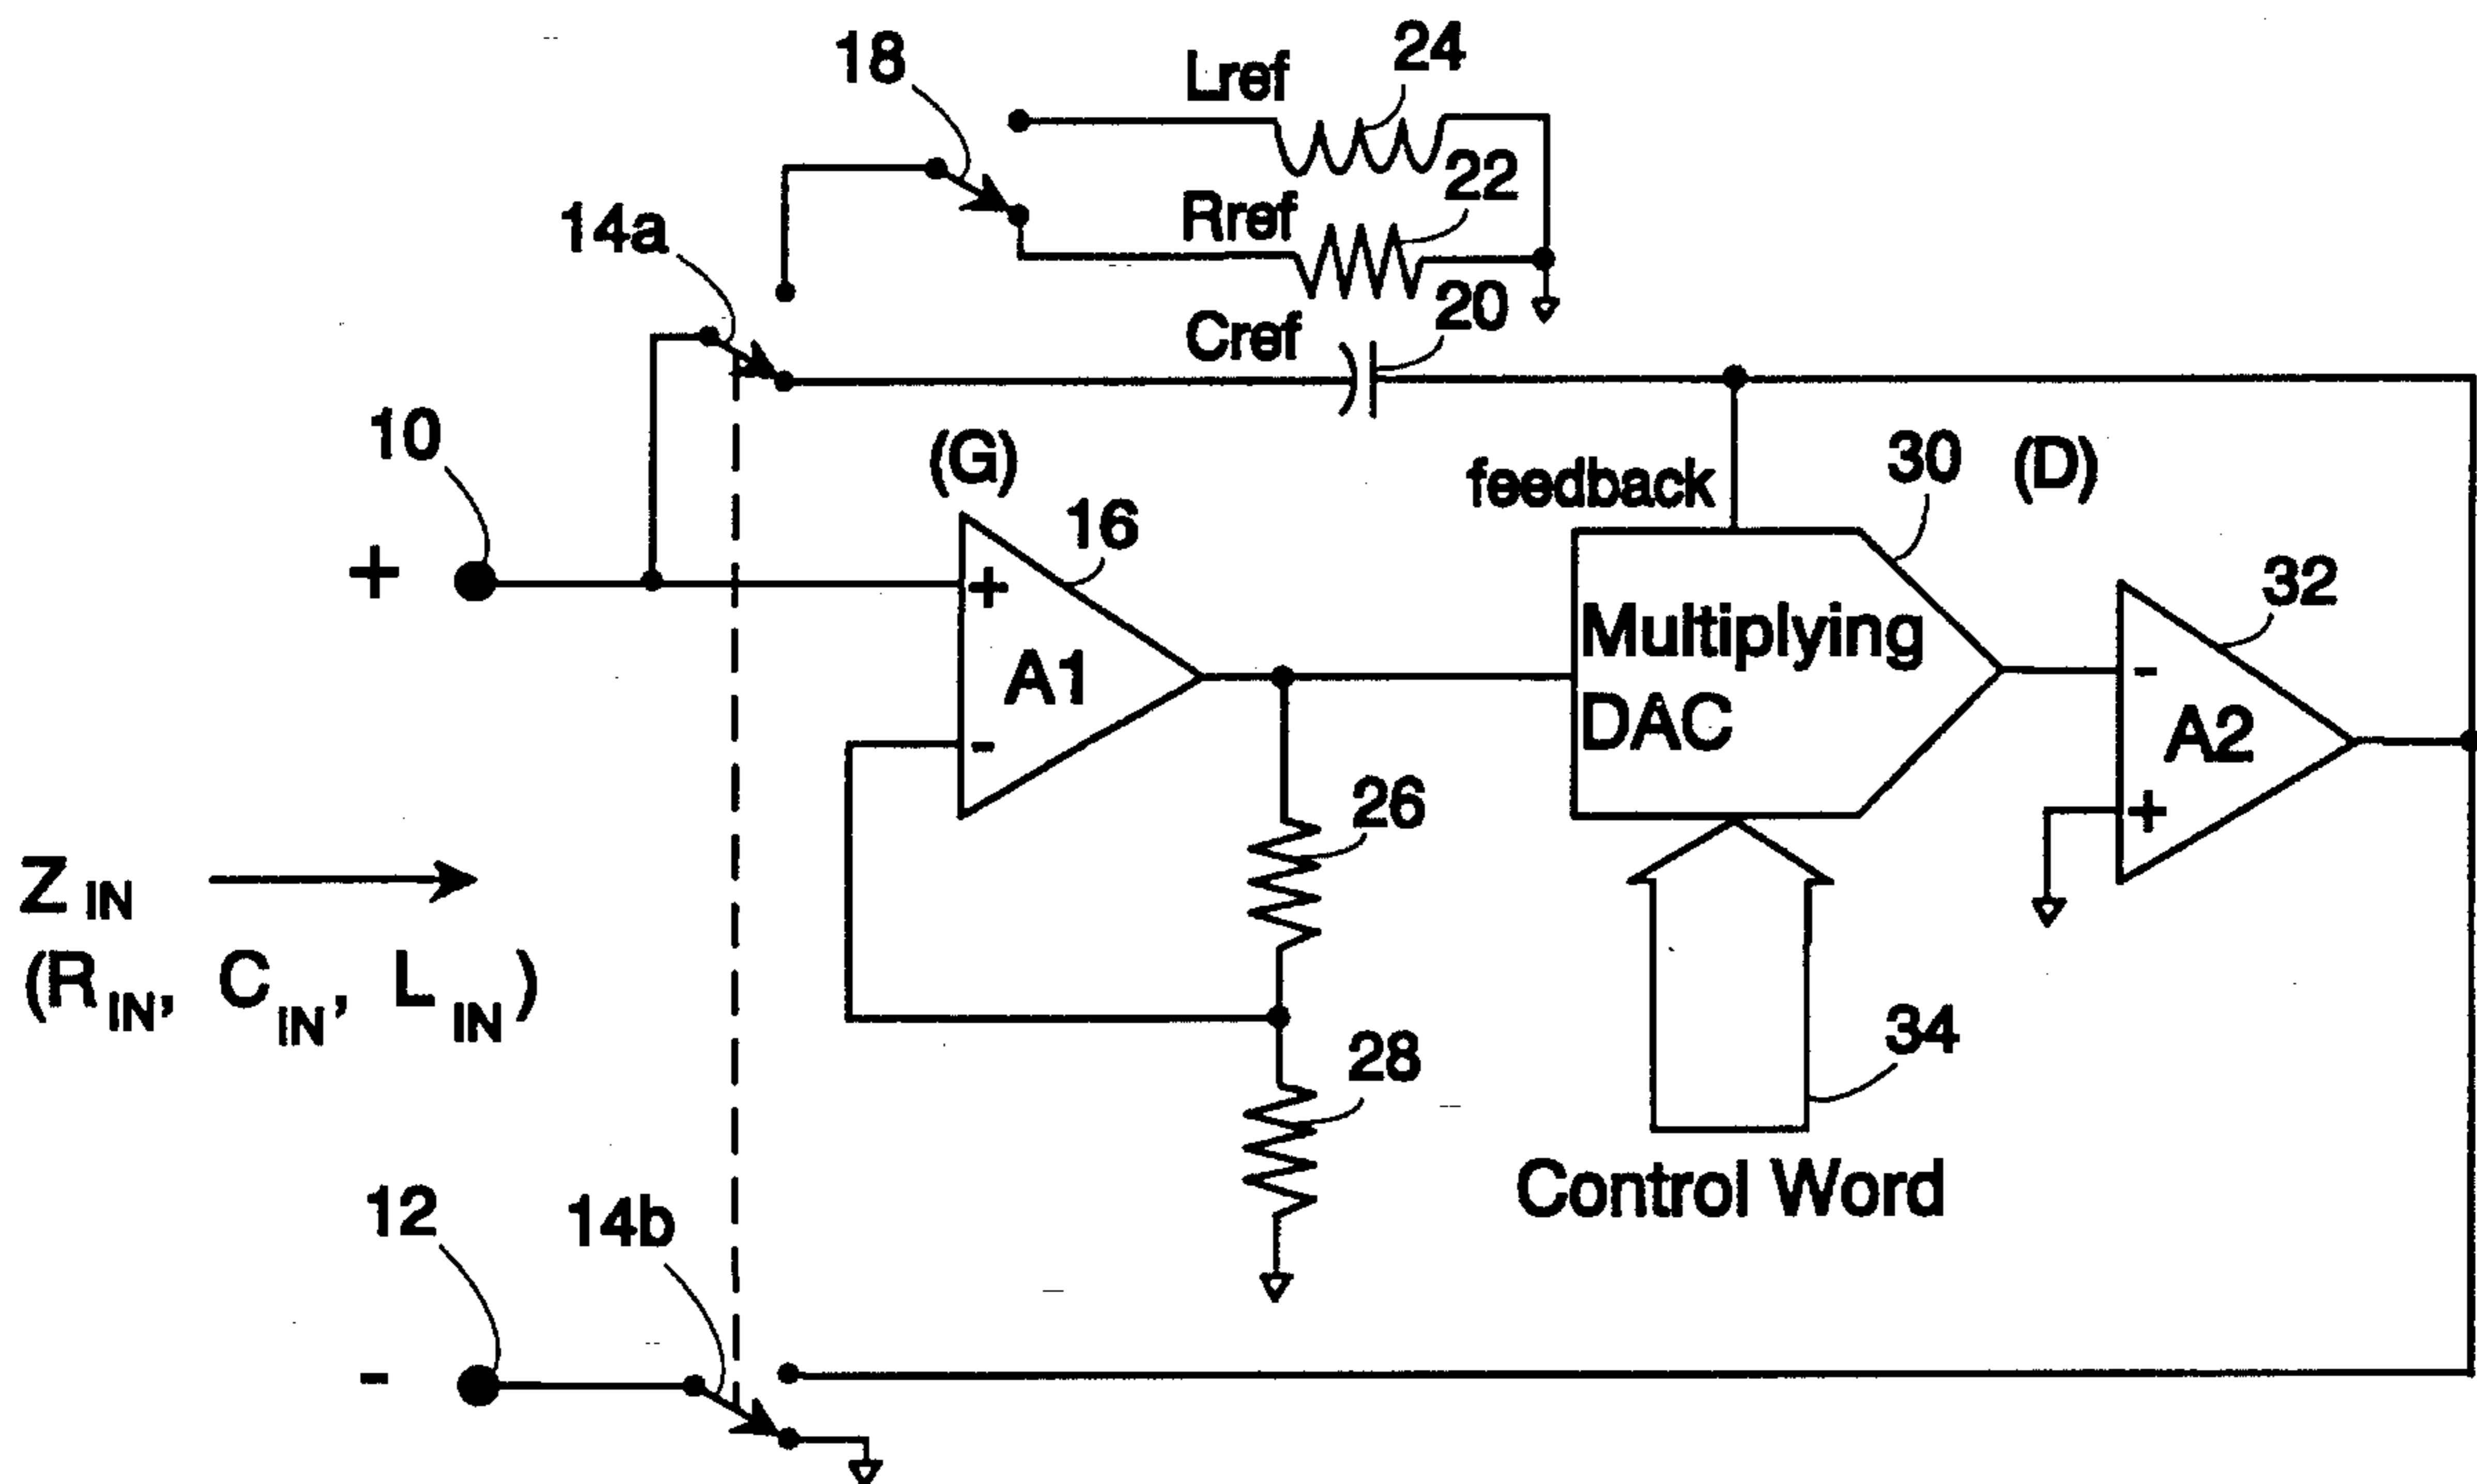 18
Lref
24
14a
Rref
22
Cref
20
10
(G)
feedback
30 (D)
16
+
+
A1
-
Multiplying
DAC
-
A2
+
32
26
Z IN
(R IN, C IN, L IN)
28
34
Control Word
12
14b
-